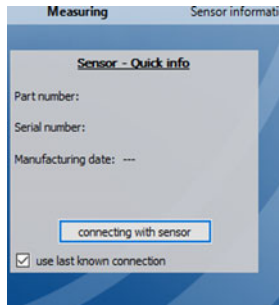 Measuring Sensor informati
Sensor - Quick info
Part number:
Serial number:
Manufacturing date: ---
connecting with sensor
use last known connection